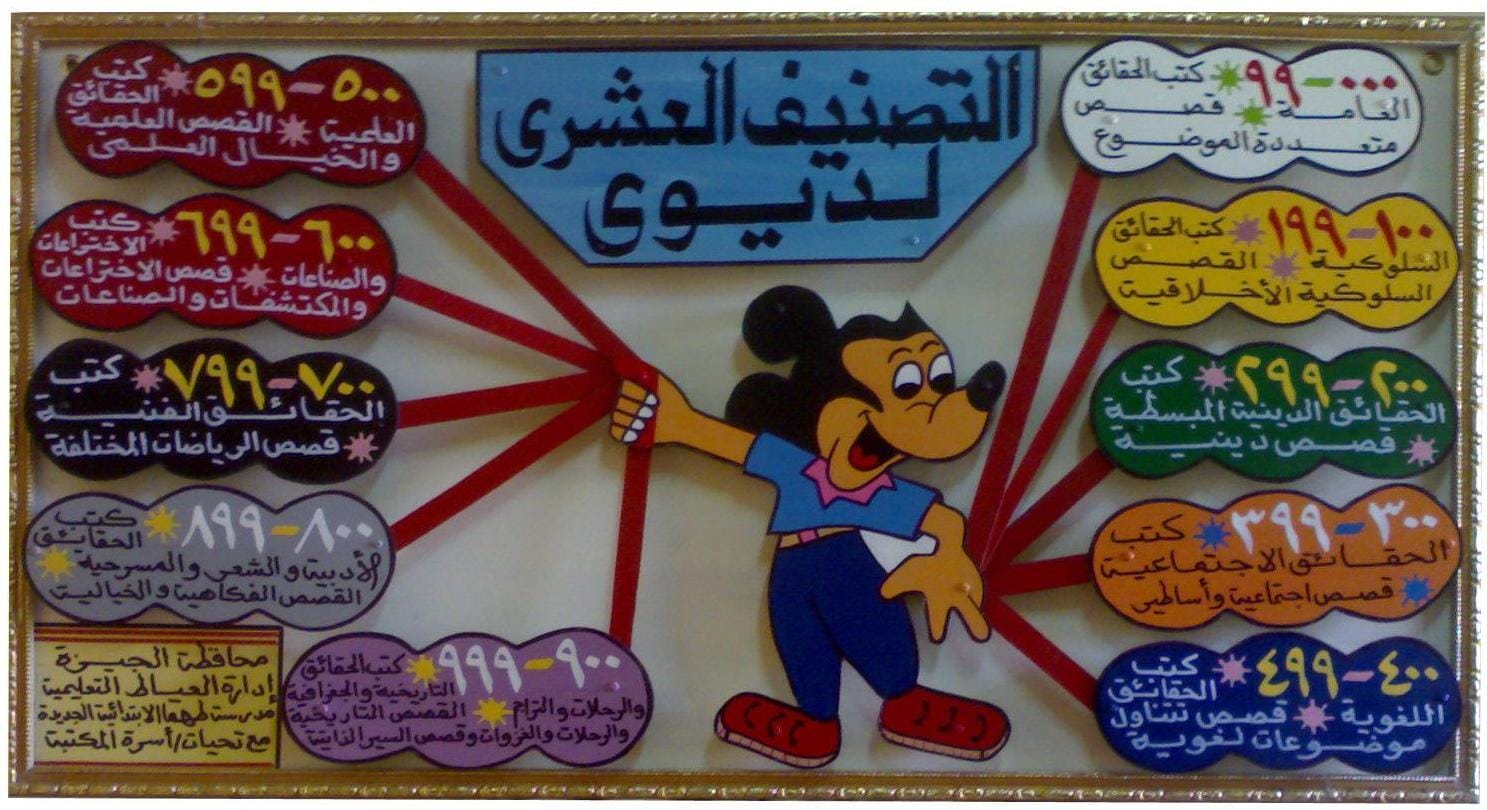 التصنيف العشرى
لديوى
٠٠٠-٩٩ * كتب الحقائق
العامة * قصص
متعددة الموضوع
١٠٠-١٩٩ * كتب الحقائق
السلوكية * القصص
السلوكية الأخلاقية
٢٠٠-٢٩٩ * كتب
الحقائق الدينية المبسطة
* قصص دينية
٣٠٠-٣٩٩ * كتب
الحقائق الاجتماعية
* قصص اجتماعية وأساطير
٤٠٠-٤٩٩ * كتب
الحقائق
اللغوية * قصص تتناول
موضوعات لغوية
٥٠٠-٥٩٩ * كتب
الحقائق
العلمية * القصص العلمية
والخيال العلمى
٦٠٠-٦٩٩ * كتب
الاختراعات
والصناعات * قصص الاختراعات
والمكتشفات والصناعات
٧٠٠-٧٩٩ * كتب
الحقائق الفنية
* قصص الرياضات المختلفة
٨٠٠-٨٩٩ * كتب
الحقائق
الأدبية والشعر والمسرحية *
القصص الفكاهية والخيالية
٩٠٠-٩٩٩ * كتب الحقائق
التاريخية والجغرافية
والرحلات والتراجم * القصص التاريخية
والرحلات والغزوات وقصص السير الذاتية
محافظة الجيزة
إدارة العياط التعليمية
مدرسة طهما الابتدائية الجديدة
مع تحيات/أسرة المكتبة